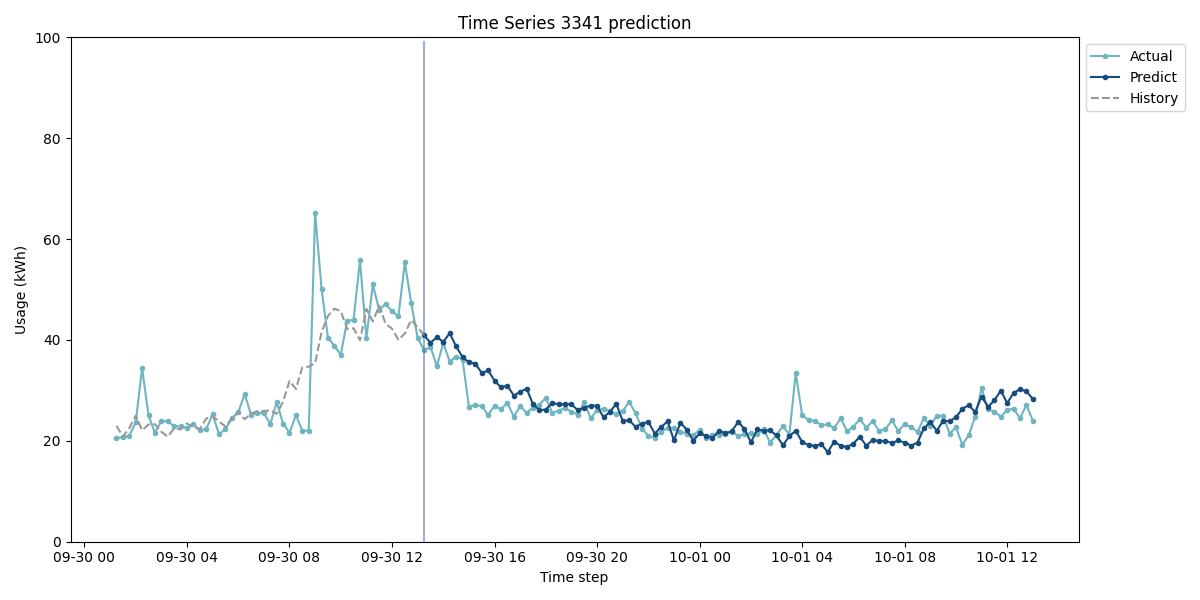 Time Series 3341 prediction
100
80
60
40
20
0
Usage (kWh)
09-30 00
09-30 04
09-30 08
09-30 12
09-30 16
09-30 20
10-01 00
10-01 04
10-01 08
10-01 12
Time step
Actual
Predict
History